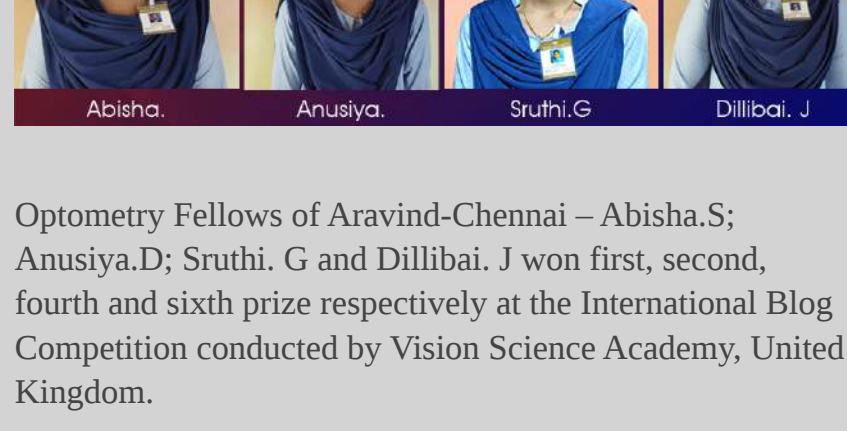 Abisha. Anusiya. Sruthi.G Dillibai. J
Optometry Fellows of Aravind-Chennai – Abisha.S;
Anusiya.D; Sruthi. G and Dillibai. J won first, second,
fourth and sixth prize respectively at the International Blog
Competition conducted by Vision Science Academy, United
Kingdom.